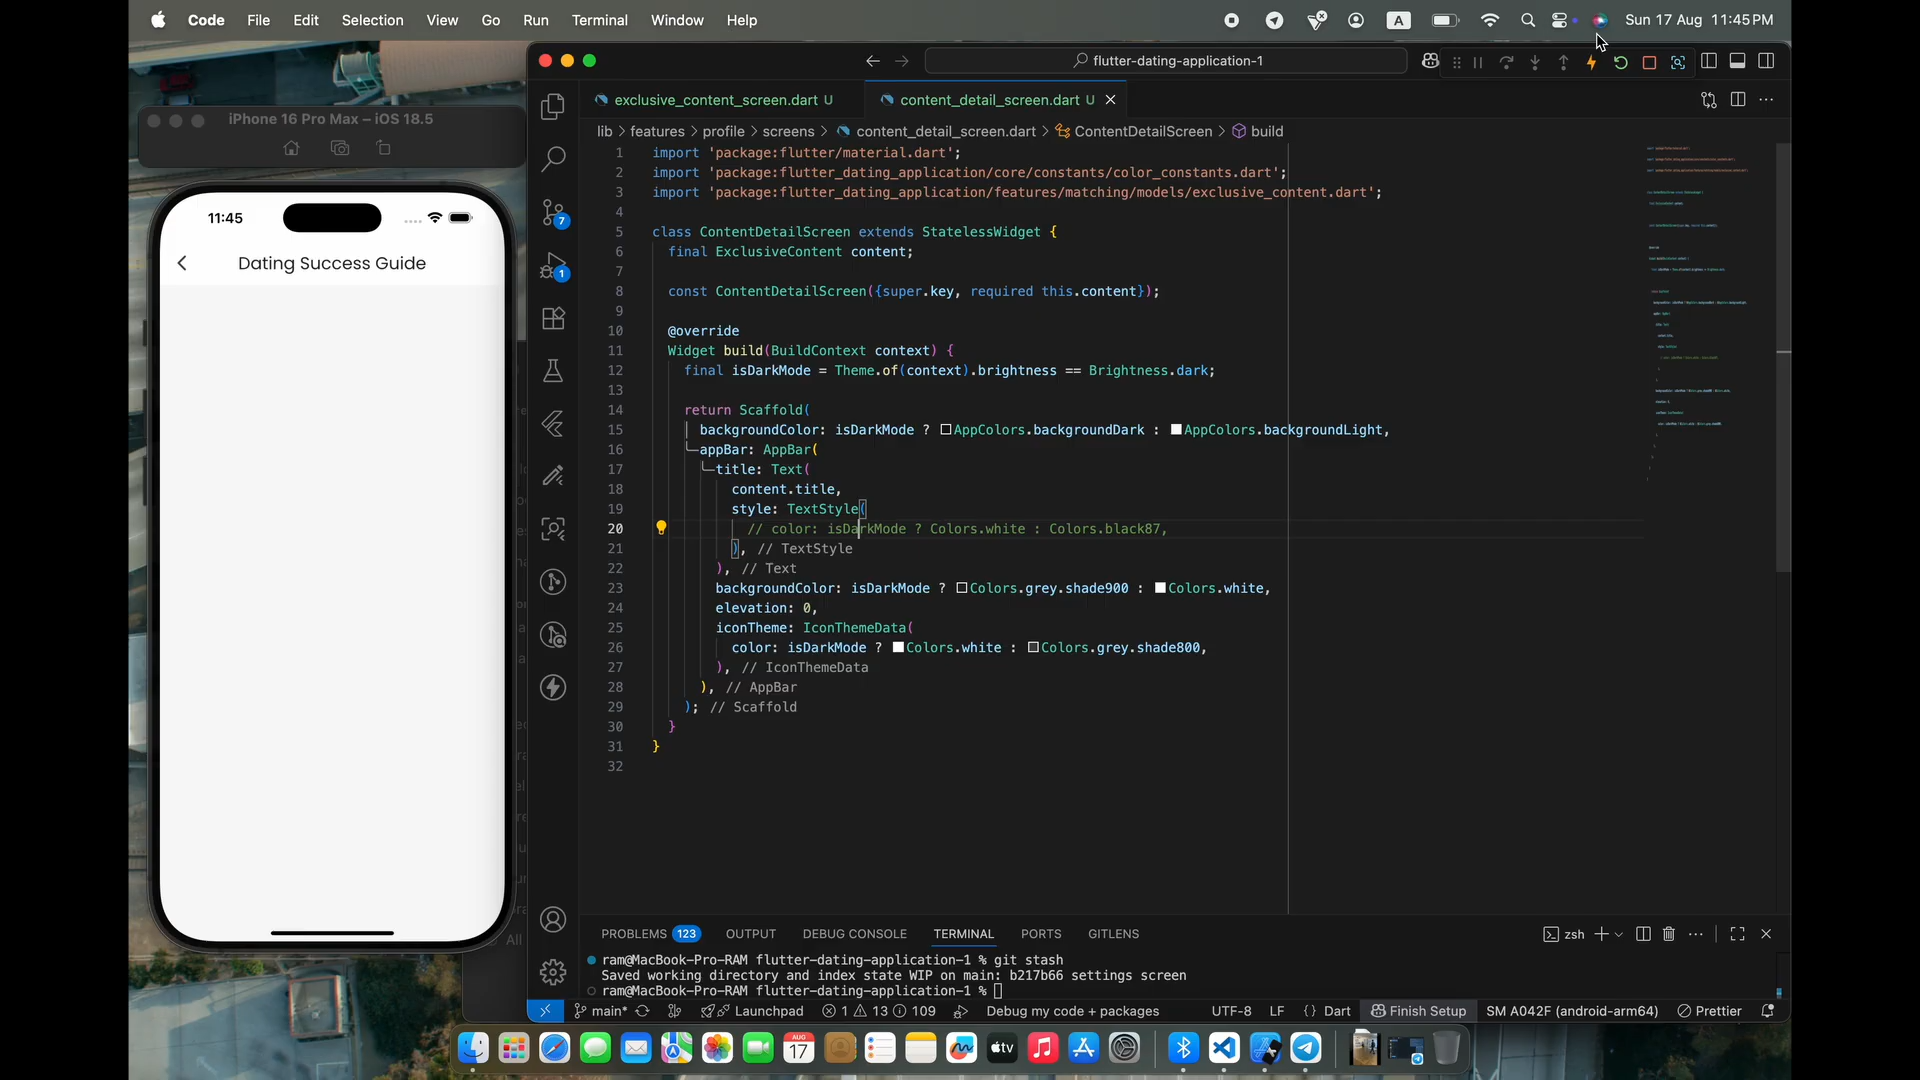 Code File Edit Selection View Go Run Terminal Window Help
A
Sun 17 Aug 11:45 PM
flutter-dating-application-1
iPhone 16 Pro Max – iOS 18.5
11:45
Dating Success Guide
exclusive_content_screen.dart U
content_detail_screen.dart U
lib > features > profile > screens > content_detail_screen.dart > ContentDetailScreen > build
7
1
1 import 'package:flutter/material.dart';
2 import 'package:flutter_dating_application/core/constants/color_constants.dart';
3 import 'package:flutter_dating_application/features/matching/models/exclusive_content.dart';
4
5 class ContentDetailScreen extends StatelessWidget {
6 final ExclusiveContent content;
7
8 const ContentDetailScreen({super.key, required this.content});
9
10 @override
11 Widget build(BuildContext context) {
12 final isDarkMode = Theme.of(context).brightness == Brightness.dark;
13
14 return Scaffold(
15 backgroundColor: isDarkMode ? AppColors.backgroundDark : AppColors.backgroundLight,
16 appBar: AppBar(
17 title: Text(
18 content.title,
19 style: TextStyle(
20 // color: isDarkMode ? Colors.white : Colors.black87,
21 ), // TextStyle
22 ), // Text
23 backgroundColor: isDarkMode ? Colors.grey.shade900 : Colors.white,
24 elevation: 0,
25 iconTheme: IconThemeData(
26 color: isDarkMode ? Colors.white : Colors.grey.shade800,
27 ), // IconThemeData
28 ), // AppBar
29 ); // Scaffold
30 }
31 }
32
All
PROBLEMS 123 OUTPUT DEBUG CONSOLE TERMINAL PORTS GITLENS
zsh
ram@MacBook-Pro-RAM flutter-dating-application-1 % git stash
Saved working directory and index state WIP on main: b217b66 settings screen
ram@MacBook-Pro-RAM flutter-dating-application-1 %
main* Launchpad 1 13 109 Debug my code + packages UTF-8 LF {} Dart Finish Setup SM A042F (android-arm64) Prettier
AUG
17
tv